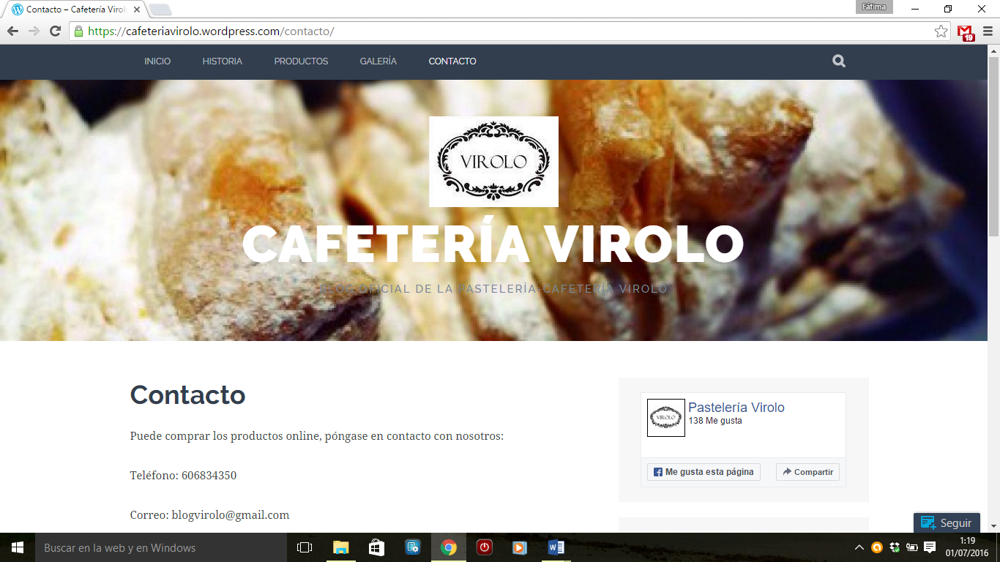 Contacto – Cafetería Virol
Fátima
https://cafeteriavirolo.wordpress.com/contacto/
19
INICIO HISTORIA PRODUCTOS GALERÍA CONTACTO
VIROLO
CAFETERÍA VIROLO
BLOG OFICIAL DE LA PASTELERÍA-CAFETERÍA VIROLO
Contacto
Puede comprar los productos online, póngase en contacto con nosotros:
Teléfono: 606834350
Correo: blogvirolo@gmail.com
VIROLO
Pastelería Virolo
138 Me gusta
Me gusta esta página
Compartir
Seguir
Buscar en la web y en Windows
1:19
01/07/2016